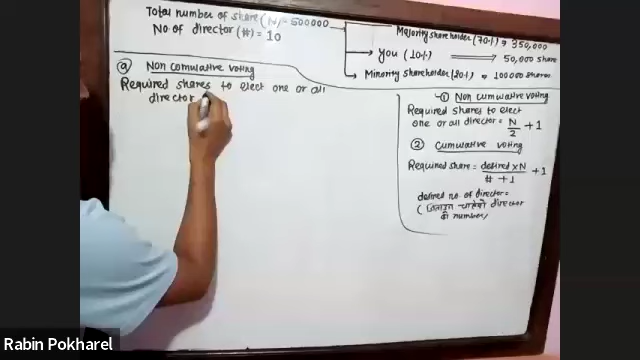 Total number of share (N) = 500000
No. of director (#) = 10
Majority shareholder (70%) = 350,000
You (10%) 50,000 share
Minority shareholder (20%) = 100000 shares
(a) Non comulative Voting
Required shares to elect one or all
director
(1) Non cumulative Voting
Required shares to elect
one or all director = N/2 + 1
(2) Cumulative Voting
Required share = desired × N / # + 1 + 1
desired no. of director =
director
को number)
Rabin Pokharel